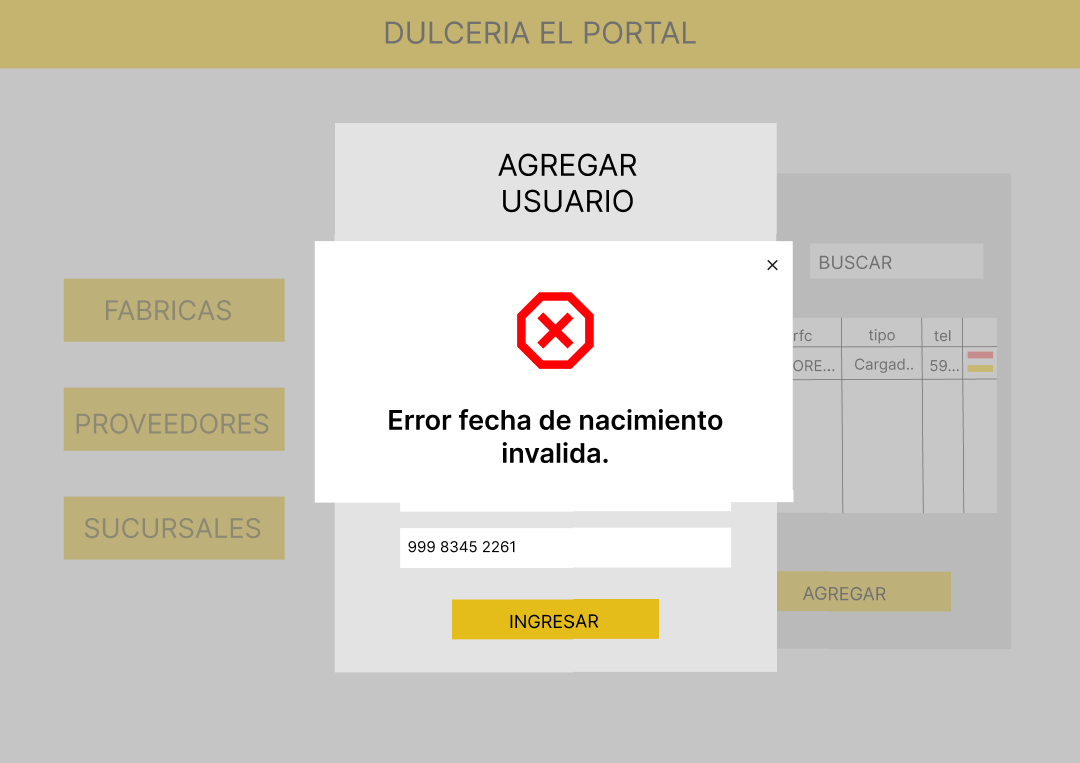 DULCERIA EL PORTAL
AGREGAR
USUARIO
FABRICAS
PROVEEDORES
SUCURSALES
Error fecha de nacimiento
invalida.
999 8345 2261
INGRESAR
BUSCAR
rfc tipo tel
ORE... Cargad.. 59...
AGREGAR